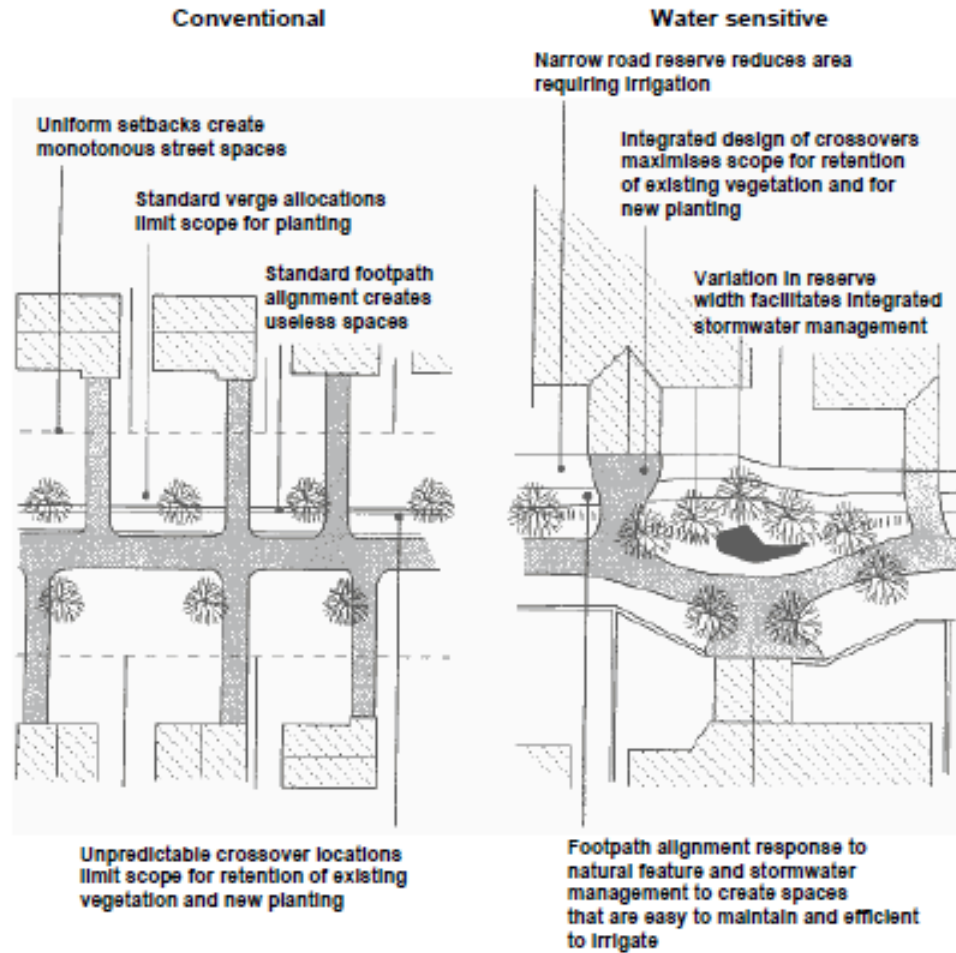 Conventional
Uniform setbacks create
monotonous street spaces
Standard verge allocations
limit scope for planting
Standard footpath
alignment creates
useless spaces
Unpredictable crossover locations
limit scope for retention of existing
vegetation and new planting
Water sensitive
Narrow road reserve reduces area
requiring irrigation
Integrated design of crossovers
maximises scope for retention
of existing vegetation and for
new planting
Variation in reserve
width facilitates integrated
stormwater management
Footpath alignment response to
natural feature and stormwater
management to create spaces
that are easy to maintain and efficient
to irrigate